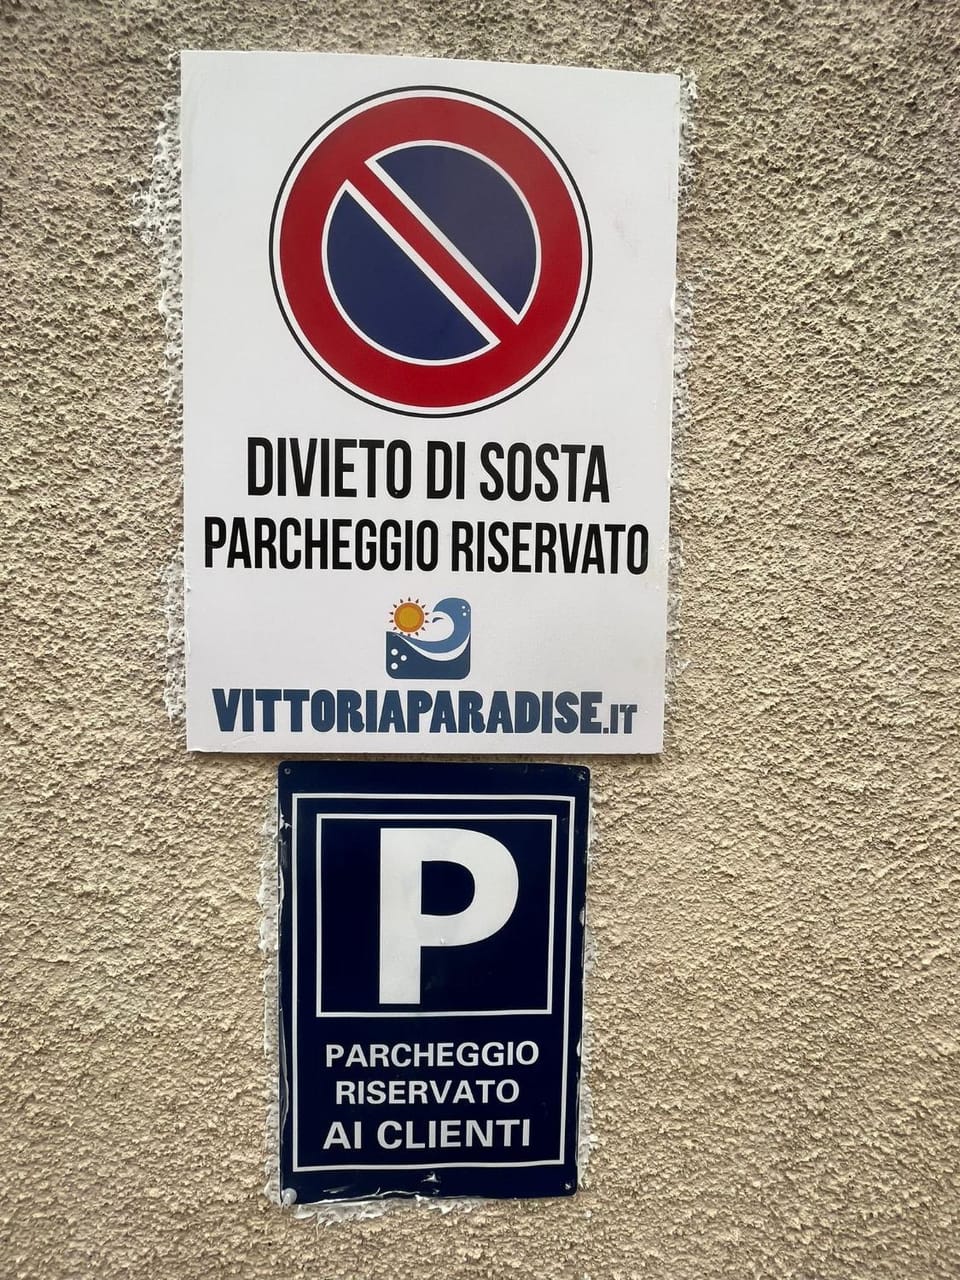 DIVIETO DI SOSTA
PARCHEGGIO RISERVATO
VITTORIAPARADISE.IT
P
PARCHEGGIO
RISERVATO
AI CLIENTI